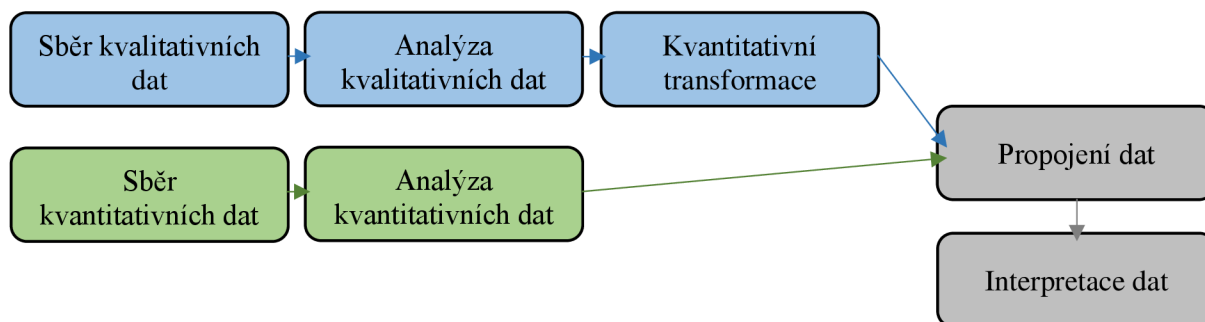 Sběr kvalitativních
dat
Analýza
kvalitativních dat
Kvantitativní
transformace
Propojení dat
Sběr
kvantitativních dat
Analýza
kvantitativních dat
Interpretace dat